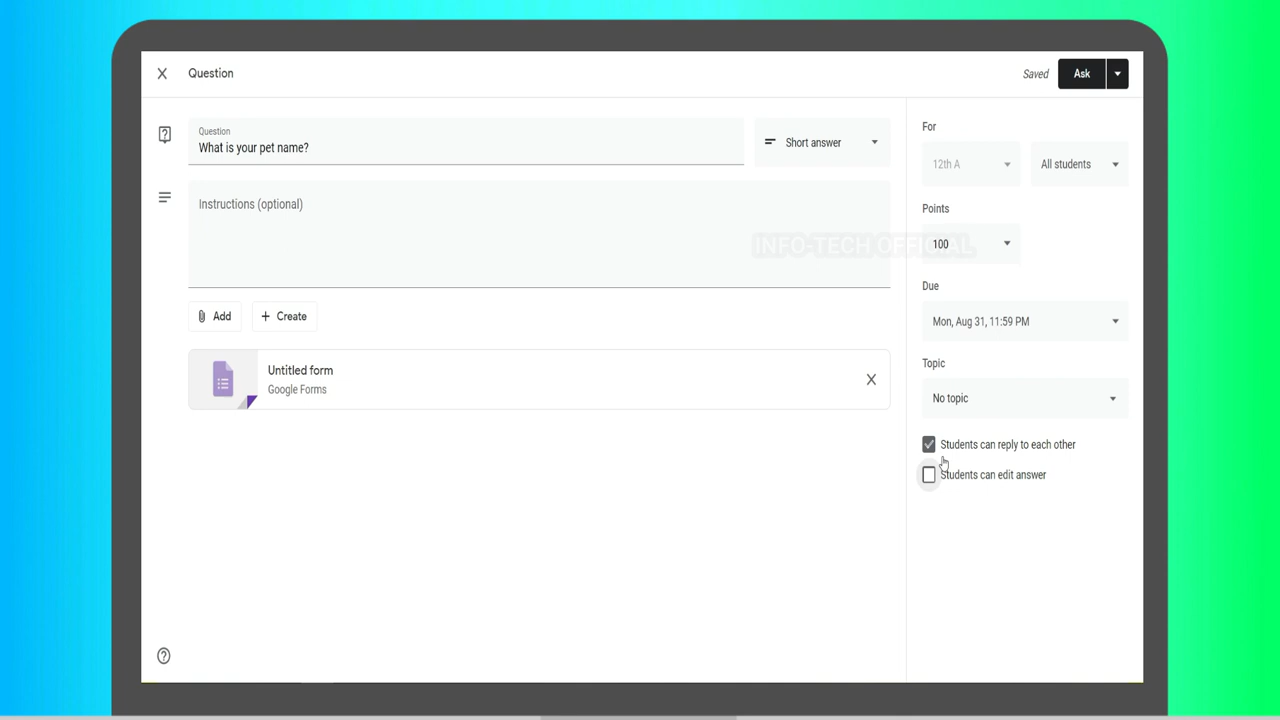 Question
Saved
Ask
Question
What is your pet name?
Short answer
Instructions (optional)
Add
Create
Untitled form
Google Forms
For
12th A
All students
Points
INFO-TECH OFFICIAL
100
Due
Mon, Aug 31, 11:59 PM
Topic
No topic
Students can reply to each other
Students can edit answer